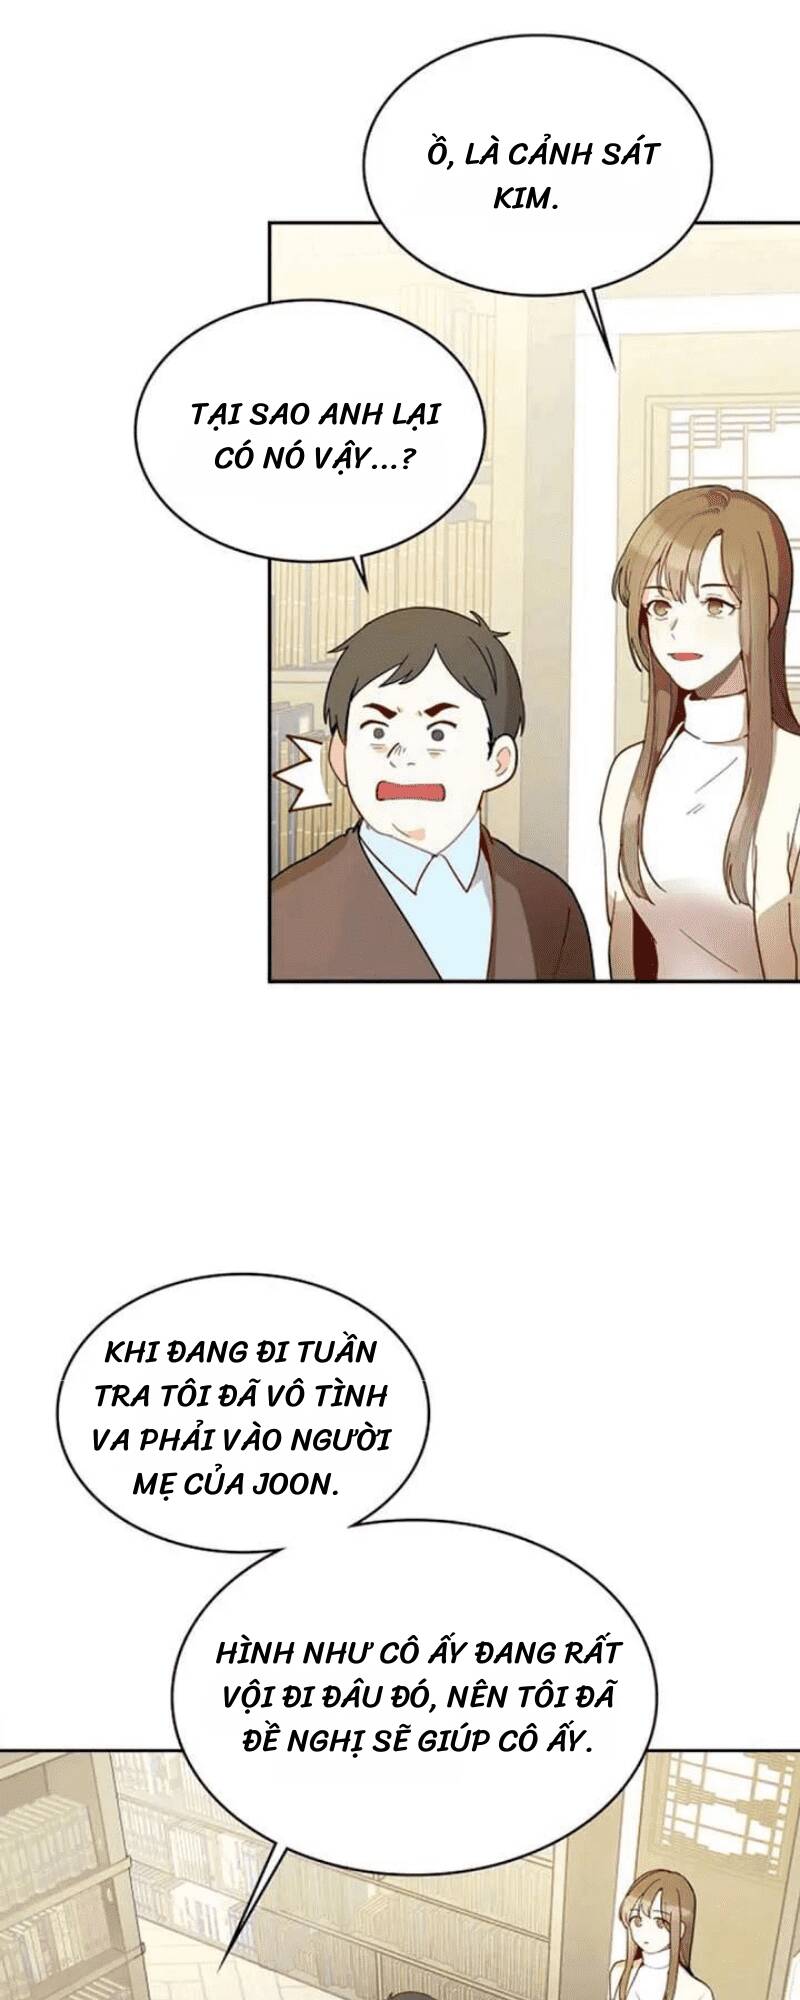 Ồ, LÀ CẢNH SÁT
KIM.
TẠI SAO ANH LẠI
CÓ NÓ VẬY...?
KHI ĐANG ĐI TUẦN
TRA TÔI ĐÃ VÔ TÌNH
VA PHẢI VÀO NGƯỜI
MẸ CỦA JOON.
HÌNH NHƯ CÔ ẤY ĐANG RẤT
VỘI ĐI ĐÂU ĐÓ, NÊN TÔI ĐÃ
ĐỀ NGHỊ SẼ GIÚP CÔ ẤY.